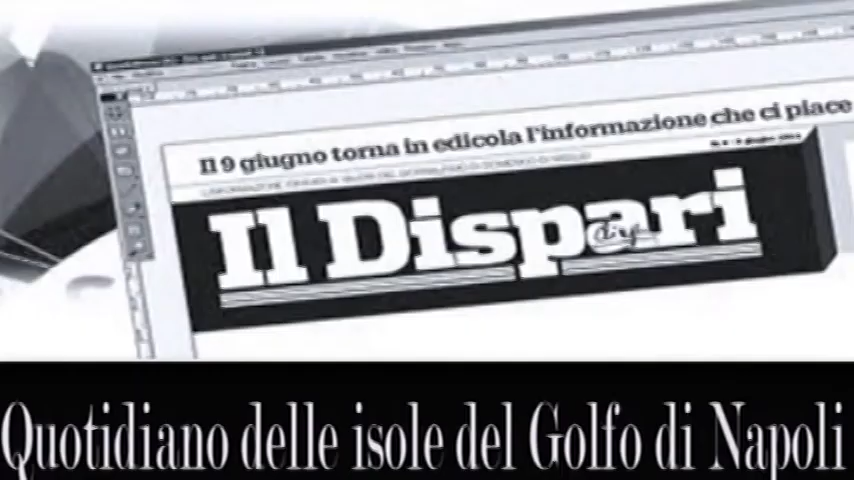 Il 9 giugno torna in edicola l'informazione che ci piace
Il Dispari
Quotidiano delle isole del Golfo di Napoli